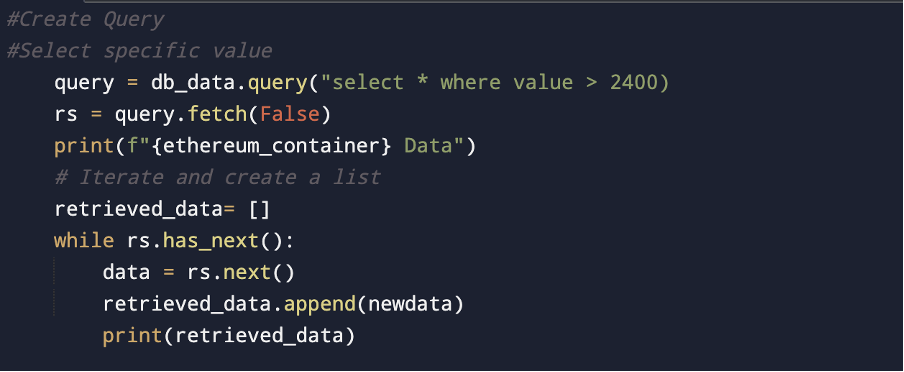 #Create Query
#Select specific value
    query = db_data.query("select * where value > 2400)
    rs = query.fetch(False)
    print(f"{ethereum_container} Data")
    # Iterate and create a list
    retrieved_data= []
    while rs.has_next():
        data = rs.next()
        retrieved_data.append(newdata)
        print(retrieved_data)